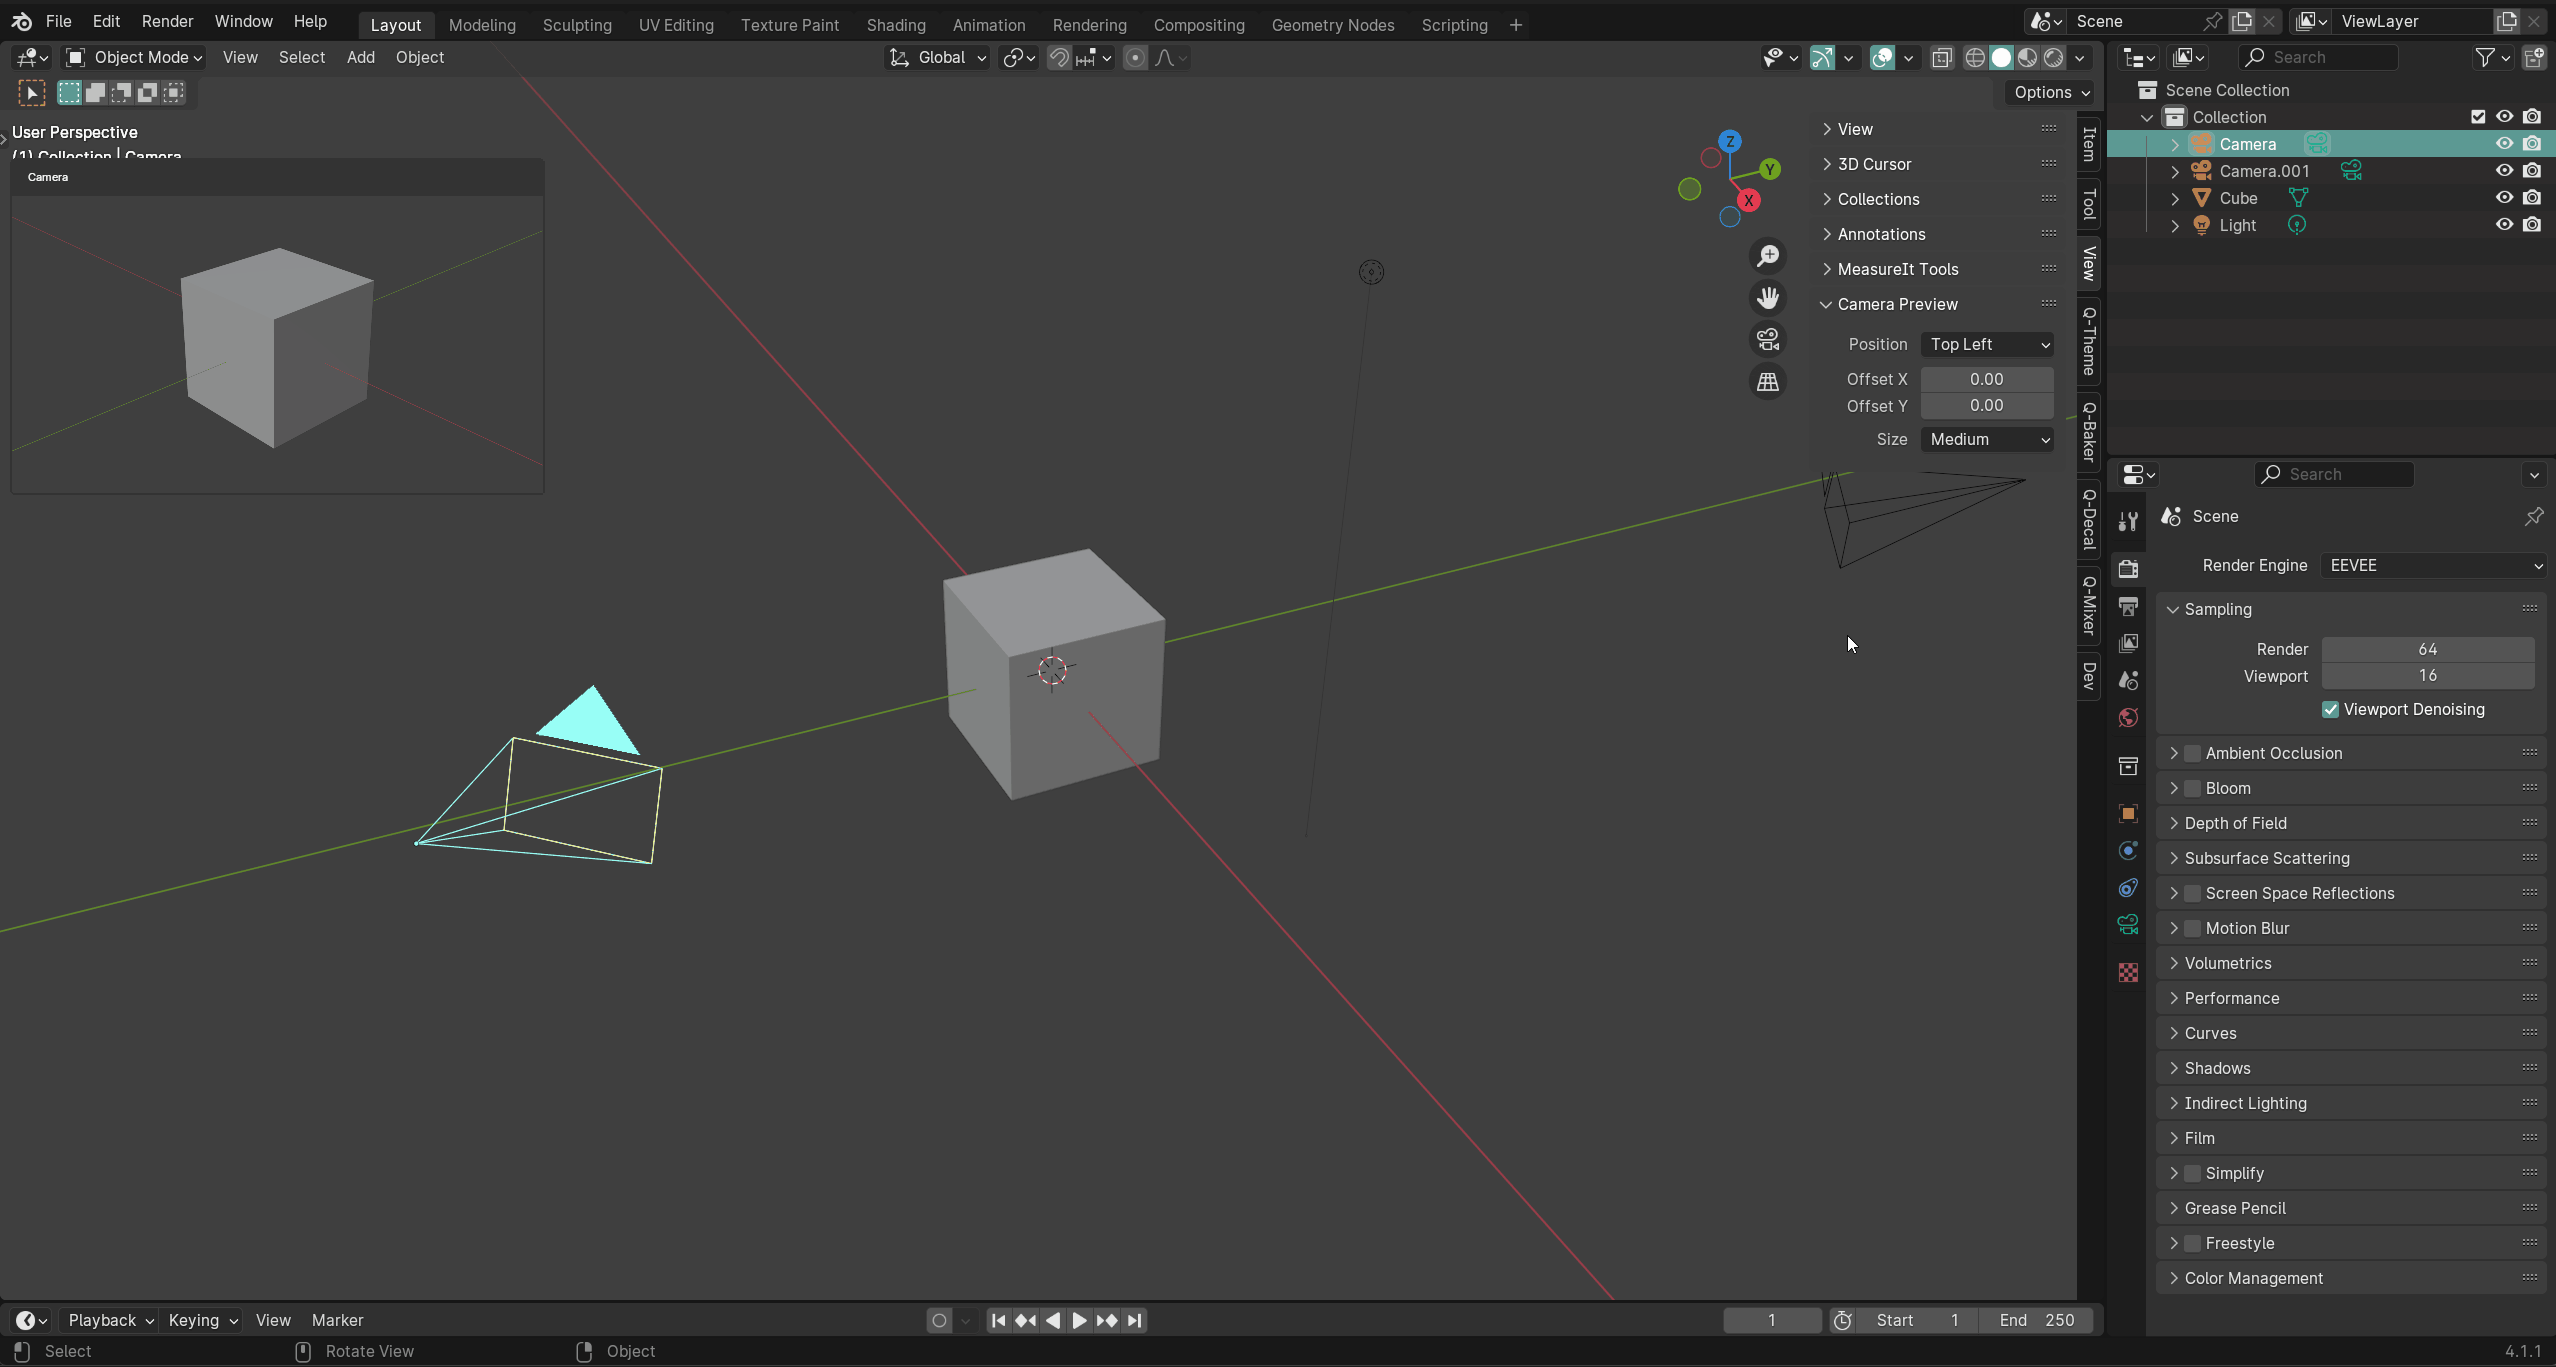 File Edit Render Window Help Layout Modeling Sculpting UV Editing Texture Paint Shading Animation Rendering Compositing Geometry Nodes Scripting + Scene ViewLayer
Object Mode View Select Add Object Global Search
Options
User Perspective
(1) Collection | Camera
Camera
Z
Y
X
View
3D Cursor
Collections
Annotations
MeasureIt Tools
Camera Preview
Position Top Left
Offset X 0.00
Offset Y 0.00
Size Medium
Item
Tool
View
Q-Theme
Q-Baker
Q-Decal
Q-Mixer
Dev
Scene Collection
Collection
Camera
Camera.001
Cube
Light
Search
Scene
Render Engine EEVEE
Sampling
Render 64
Viewport 16
Viewport Denoising
Ambient Occlusion
Bloom
Depth of Field
Subsurface Scattering
Screen Space Reflections
Motion Blur
Volumetrics
Performance
Curves
Shadows
Indirect Lighting
Film
Simplify
Grease Pencil
Freestyle
Color Management
Playback Keying View Marker 1 Start 1 End 250
Select Rotate View Object 4.1.1